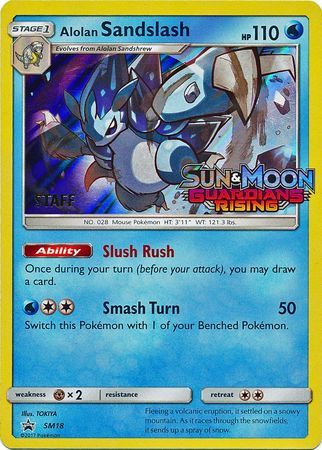 STAGE1
Alolan Sandslash
HP 110
Evolves from Alolan Sandshrew
SUN & MOON
GUARDIANS
RISING
STAFF
NO. 028 Mouse Pokémon HT: 3'11" WT: 121.3 lbs.
Ability Slush Rush
Once during your turn (before your attack), you may draw
a card.
Smash Turn 50
Switch this Pokémon with 1 of your Benched Pokémon.
weakness × 2 resistance retreat
Illus. TOKIYA
SM18
©2017 Pokémon
Fleeing a volcanic eruption, it settled on a snowy
mountain. As it races through the snowfields,
it sends up a spray of snow.